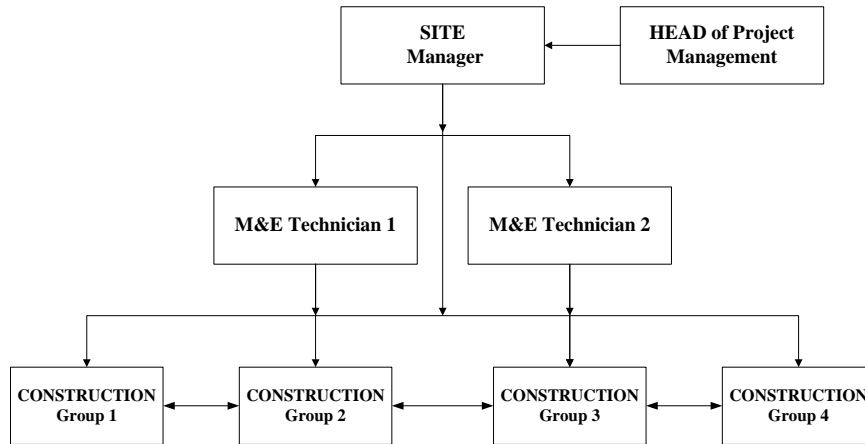 SITE
Manager
HEAD of Project
Management
M&E Technician 1
M&E Technician 2
CONSTRUCTION
Group 1
CONSTRUCTION
Group 2
CONSTRUCTION
Group 3
CONSTRUCTION
Group 4